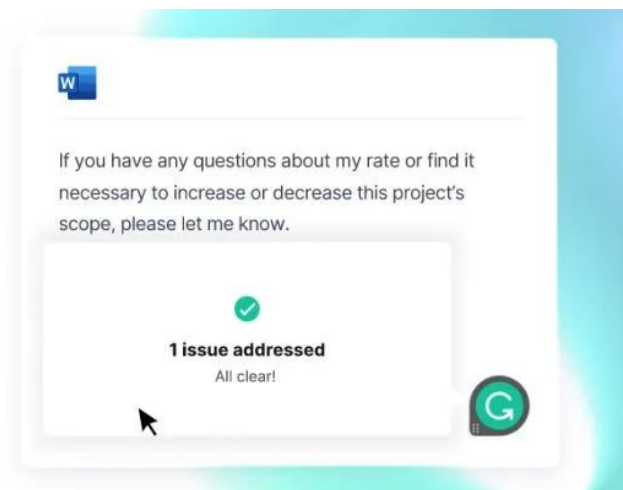 W
If you have any questions about my rate or find it
necessary to increase or decrease this project's
scope, please let me know.
1 issue addressed
All clear!
G